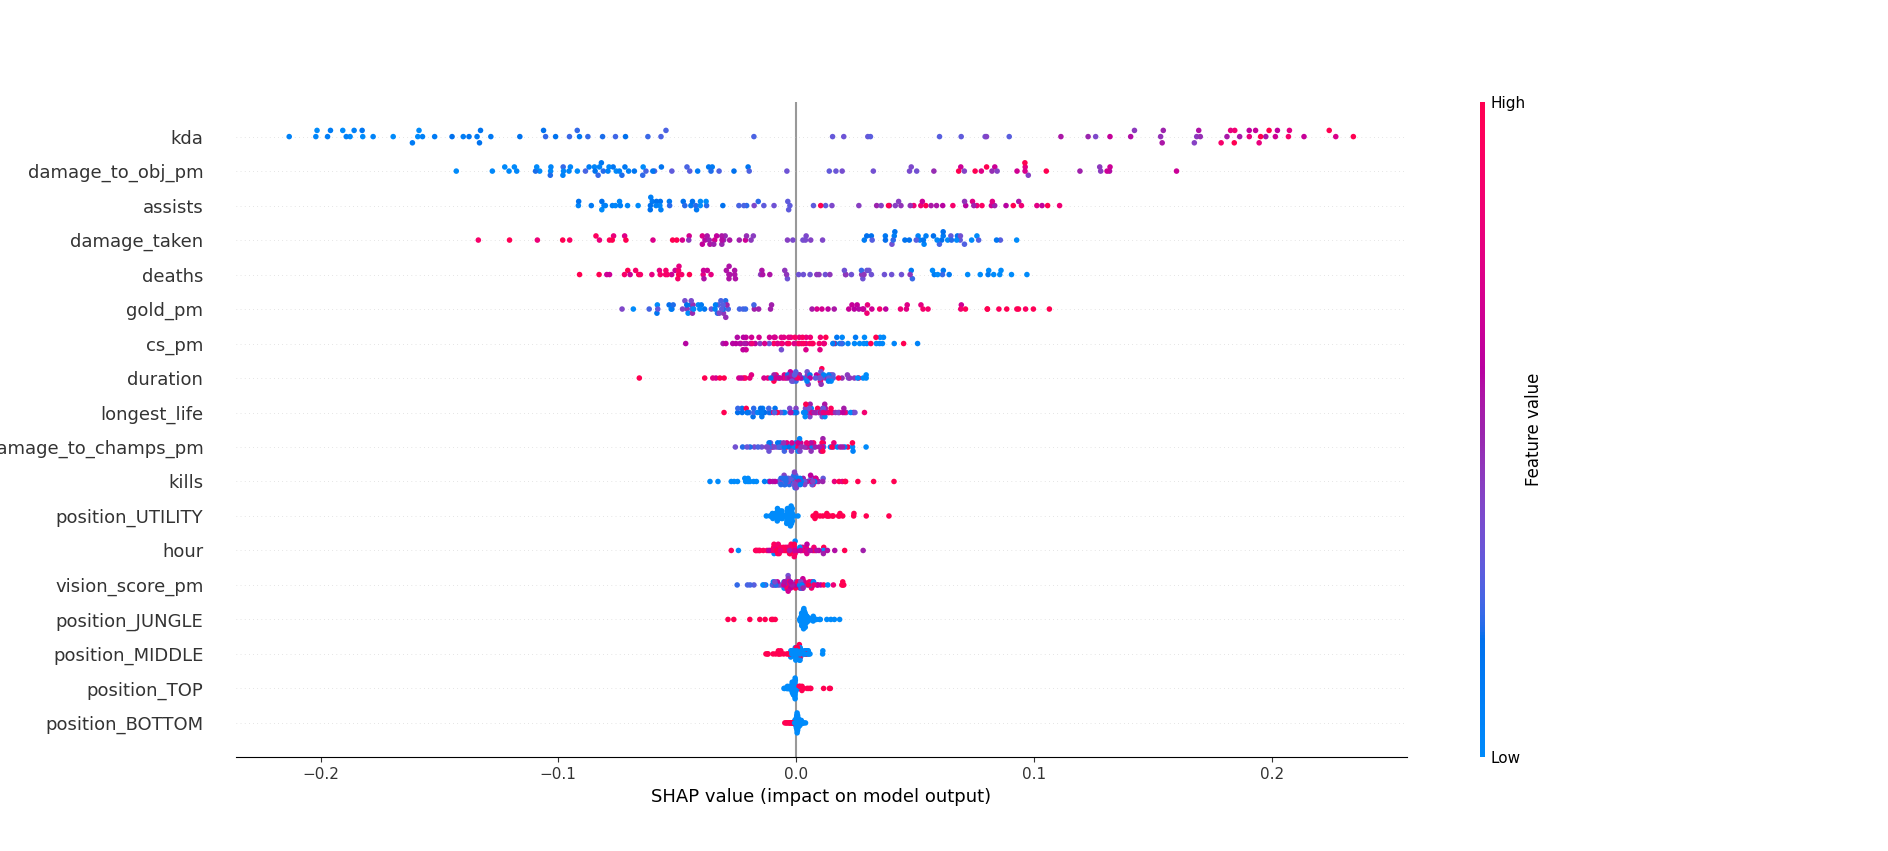 High
kda
damage_to_obj_pm
assists
damage_taken
deaths
gold_pm
cs_pm
duration
longest_life
amage_to_champs_pm
kills
position_UTILITY
hour
vision_score_pm
position_JUNGLE
position_MIDDLE
position_TOP
position_BOTTOM
Feature value
Low
−0.2 −0.1 0.0 0.1 0.2
SHAP value (impact on model output)